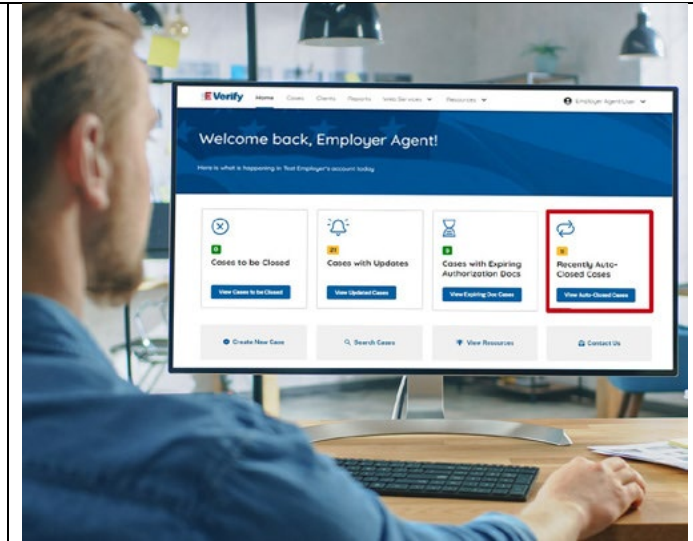 E-Verify Home Cases Clients Reports Web Services Resources Employer Agent User
Welcome back, Employer Agent!
Here is what is happening in Test Employer's account today
0
Cases to be Closed
View Cases to be Closed
21
Cases with Updates
View Updated Cases
Cases with Expiring
Authorization Docs
View Expiring Doc Cases
Recently Auto-
Closed Cases
View Auto-Closed Cases
Create New Case
Search Cases
View Resources
Contact Us